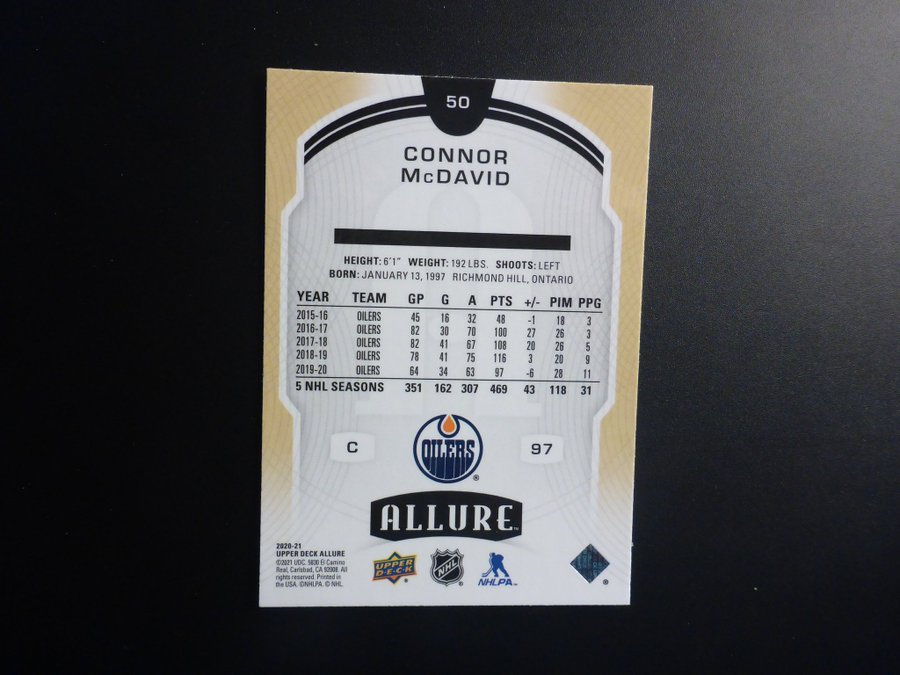 50
CONNOR
McDAVID
HEIGHT: 6'1" WEIGHT: 192 LBS. SHOOTS: LEFT
BORN: JANUARY 13, 1997 RICHMOND HILL, ONTARIO
YEAR TEAM GP G A PTS +/- PIM PPG
2015-16 OILERS 45 16 32 48 -1 18 3
2016-17 OILERS 82 30 70 100 27 26 3
2017-18 OILERS 82 41 67 108 20 26 5
2018-19 OILERS 78 41 75 116 3 20 9
2019-20 OILERS 64 34 63 97 -6 28 11
5 NHL SEASONS 351 162 307 469 43 118 31
C OILERS ® 97
ALLURE™
2020-21
UPPER DECK ALLURE
©2021 UDC. 5830 El Camino
Real, Carlsbad, CA 92008. All
rights reserved. Printed in
the USA. ©NHLPA. © NHL.
UPPER DECK ®
NHL ®
NHLPA™
®